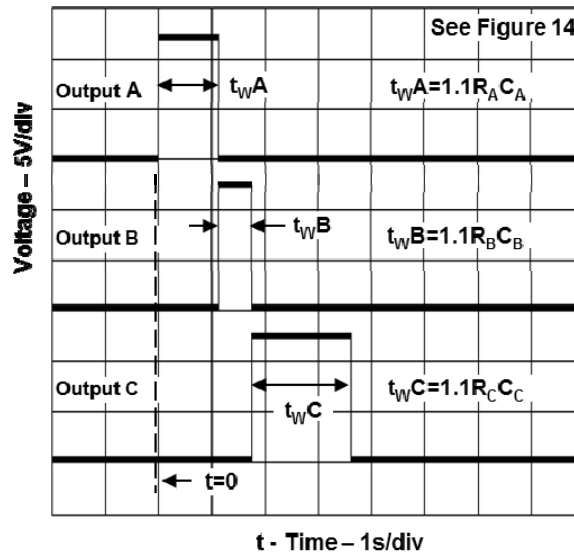 See Figure 14
Voltage – 5V/div
Output A
tWA
tWA=1.1RACA
Output B
tWB
tWB=1.1RBCB
Output C
tWC
tWC=1.1RCCC
t=0
t - Time – 1s/div